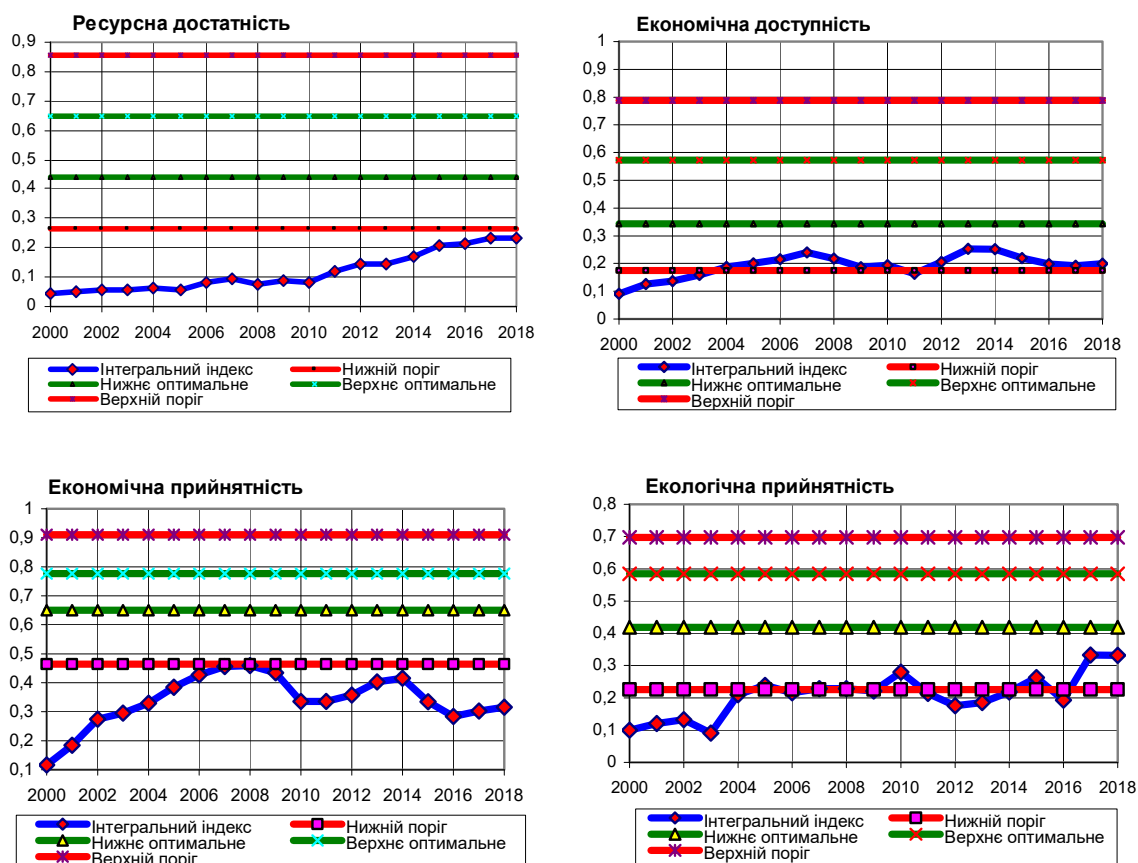 Ресурсна достатність
0,9
0,8
0,7
0,6
0,5
0,4
0,3
0,2
0,1
0
2000 2002 2004 2006 2008 2010 2012 2014 2016 2018
Інтегральний індекс Нижній поріг
Нижнє оптимальне Верхнє оптимальне
Верхній поріг
Економічна доступність
1
0,9
0,8
0,7
0,6
0,5
0,4
0,3
0,2
0,1
0
2000 2002 2004 2006 2008 2010 2012 2014 2016 2018
Інтегральний індекс Нижній поріг
Нижнє оптимальне Верхнє оптимальне
Верхній поріг
Економічна прийнятність
1
0,9
0,8
0,7
0,6
0,5
0,4
0,3
0,2
0,1
2000 2002 2004 2006 2008 2010 2012 2014 2016 2018
Інтегральний індекс Нижній поріг
Нижнє оптимальне Верхнє оптимальне
Верхній поріг
Екологічна прийнятність
0,8
0,7
0,6
0,5
0,4
0,3
0,2
0,1
0
2000 2002 2004 2006 2008 2010 2012 2014 2016 2018
Інтегральний індекс Нижній поріг
Нижнє оптимальне Верхнє оптимальне
Верхній поріг